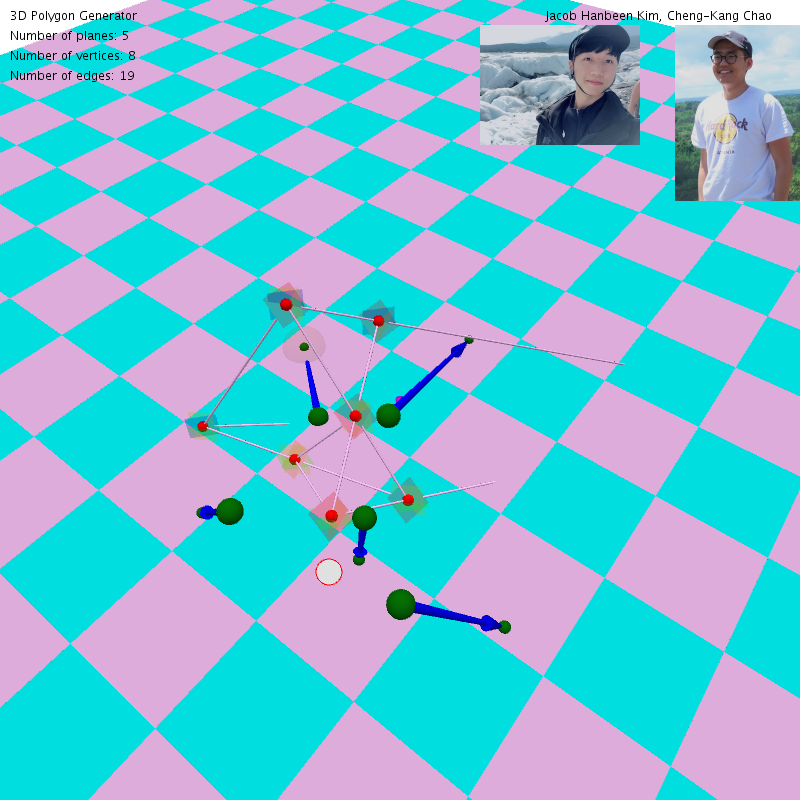 3D Polygon Generator
Jacob Hanbeen Kim, Cheng-Kang Chao
Number of planes: 5
Number of vertices: 8
Number of edges: 19